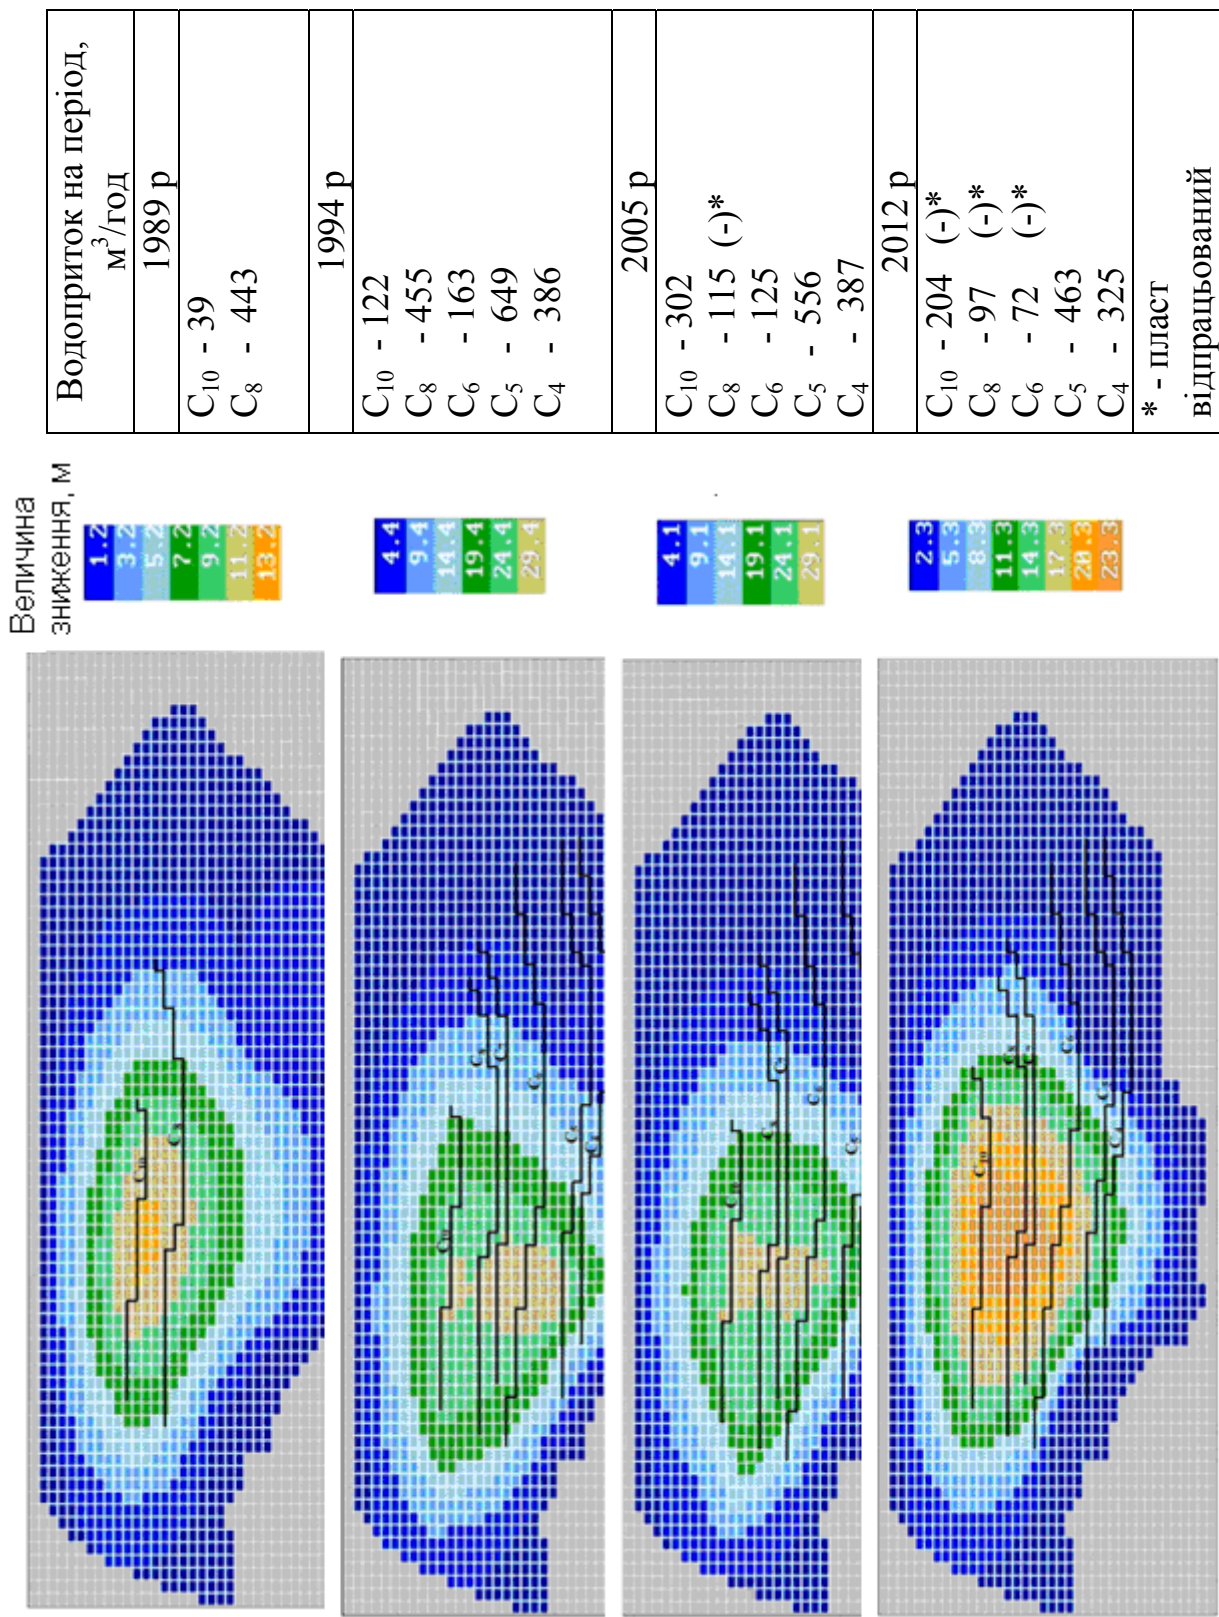 Величина
зниження, м
Водоприток на період,
м³/год
1.2
3.2
5.2
7.2
9.2
11.2
13.2
1989 р
C₁₀ - 39
C₈ - 443
C₁₀
4.4
9.4
14.4
19.4
24.4
29.4
1994 р
C₁₀ - 122
C₈ - 455
C₆ - 163
C₅ - 649
C₄ - 386
C₁₀
4.1
9.1
14.1
19.1
24.1
29.1
2005 р
C₁₀ - 302
C₈ - 115 (-)*
C₆ - 125
C₅ - 556
C₄ - 387
2.3
5.3
8.3
11.3
14.3
17.3
20.3
23.3
2012 р
C₁₀ - 204 (-)*
C₈ - 97 (-)*
C₆ - 72 (-)*
C₅ - 463
C₄ - 325
C₁₀
* - пласт
відпрацьований